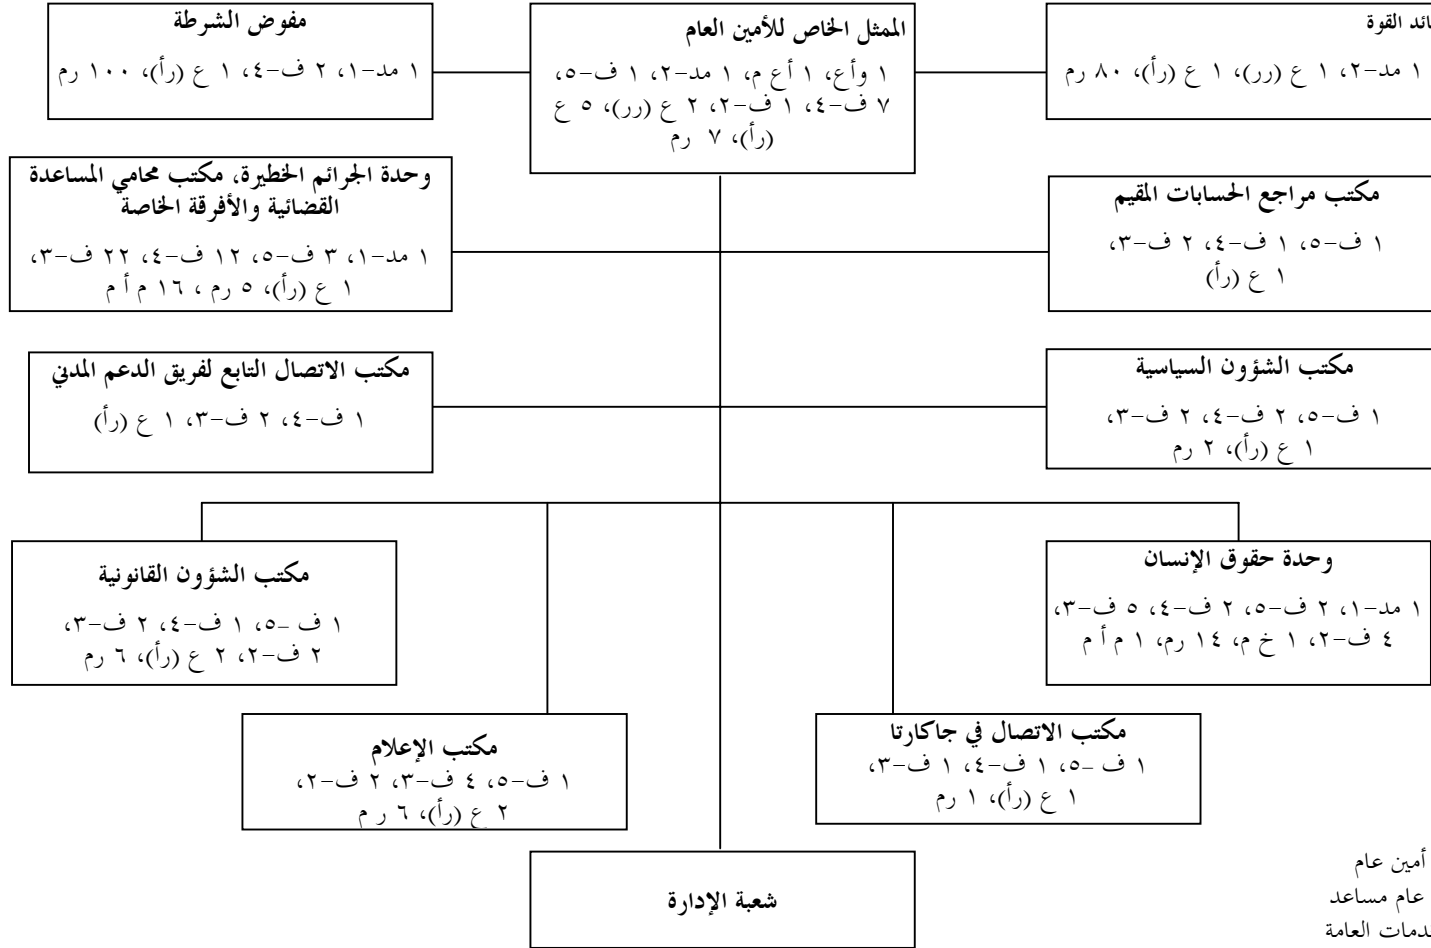 ائد القوة
١ مد-٢، ١ ع (رر)، ١ ع (رأ)، ٨٠ رم
الممثل الخاص للأمين العام
١ وأع، ١ أع م، ١ مد-٢، ١ ف-٥،
٧ ف-٤، ١ ف-٢، ٢ ع (رر)، ٥ ع
(رأ)، ٧ رم
مفوض الشرطة
١ مد-١، ٢ ف-٤، ١ ع (رأ)، ١٠٠ رم
مكتب مراجع الحسابات المقيم
١ ف-٥، ١ ف-٤، ٢ ف-٣،
١ ع (رأ)
وحدة الجرائم الخطيرة، مكتب محامي المساعدة
القضائية والأفرقة الخاصة
١ مد-١، ٣ ف-٥، ١٢ ف-٤، ٢٢ ف-٣،
١ ع (رأ)، ٥ رم ، ١٦ م أ م
مكتب الشؤون السياسية
١ ف-٥، ٢ ف-٤، ٢ ف-٣،
١ ع (رأ)، ٢ رم
مكتب الاتصال التابع لفريق الدعم المدني
١ ف-٤، ٢ ف-٣، ١ ع (رأ)
وحدة حقوق الإنسان
١ مد-١، ٢ ف-٥، ٢ ف-٤، ٥ ف-٣،
٤ ف-٢، ١ خ م، ١٤ رم، ١ م أ م
مكتب الشؤون القانونية
١ ف _٥، ١ ف-٤، ٢ ف-٣،
٢ ف-٢، ٢ ع (رأ)، ٦ رم
مكتب الاتصال في جاكارتا
١ ف _٥، ١ ف-٤، ١ ف-٣،
١ ع (رأ)، ١ رم
مكتب الإعلام
١ ف-٥، ٤ ف-٣، ٢ ف-٢،
٢ ع (رأ)، ٦ ر م
شعبة الإدارة
أمين عام
عام مساعد
دمات العامة